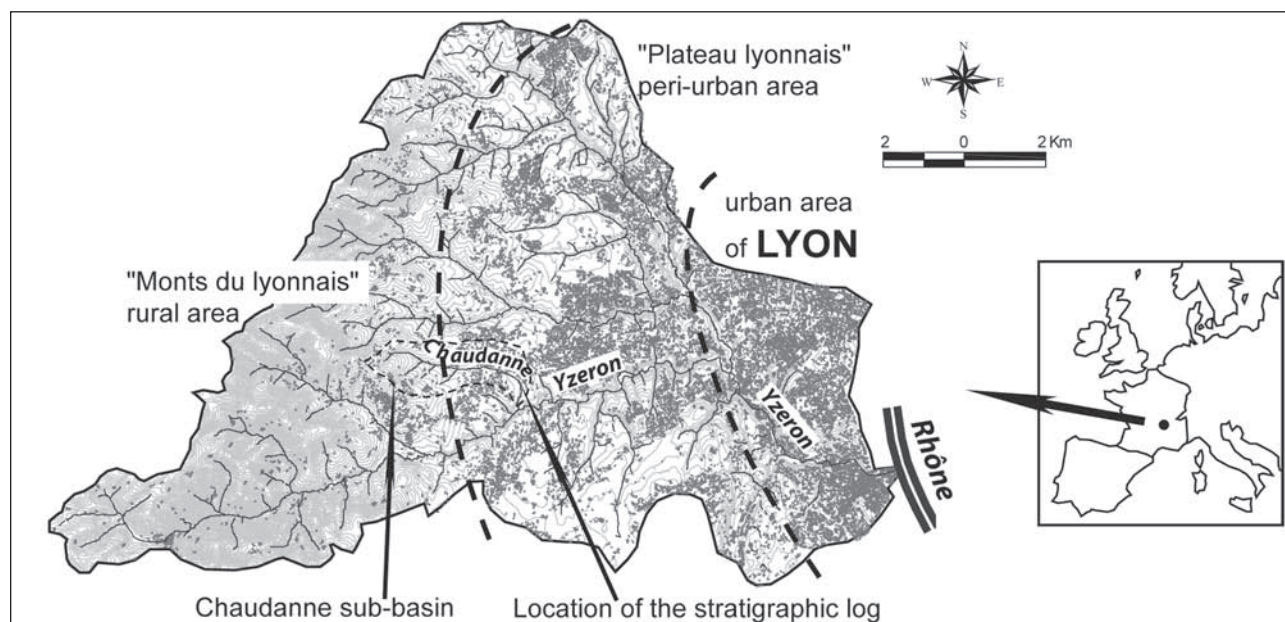 "Plateau lyonnais"
peri-urban area
N
W E
S
2 0 2 Km
urban area
of LYON
"Monts du lyonnais"
rural area
Chaudanne
Yzeron
Yzeron
Rhône
Chaudanne sub-basin
Location of the stratigraphic log